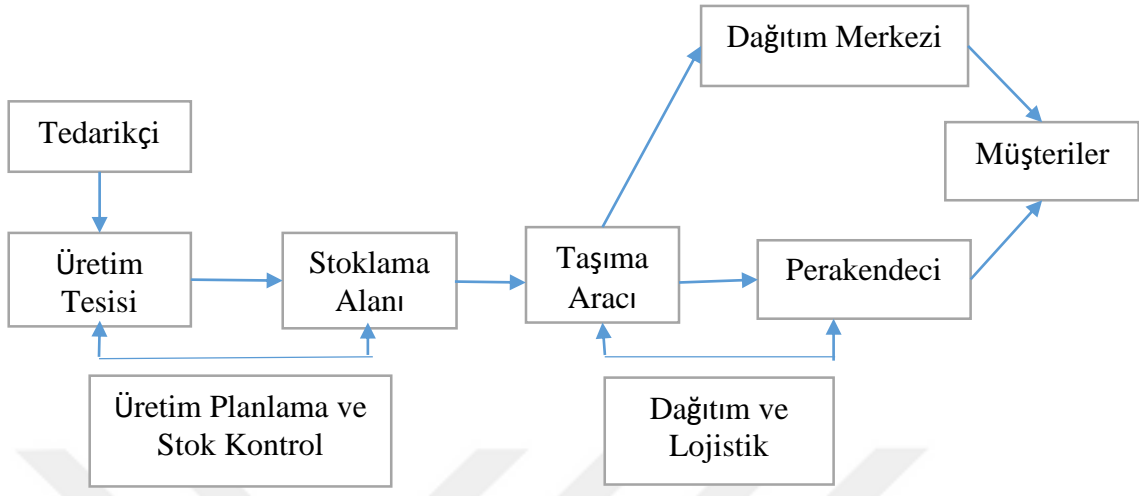 Dağıtım Merkezi
Tedarikçi
Müşteriler
Üretim
Tesisi
Stoklama
Alanı
Taşıma
Aracı
Perakendeci
Üretim Planlama ve
Stok Kontrol
Dağıtım ve
Lojistik